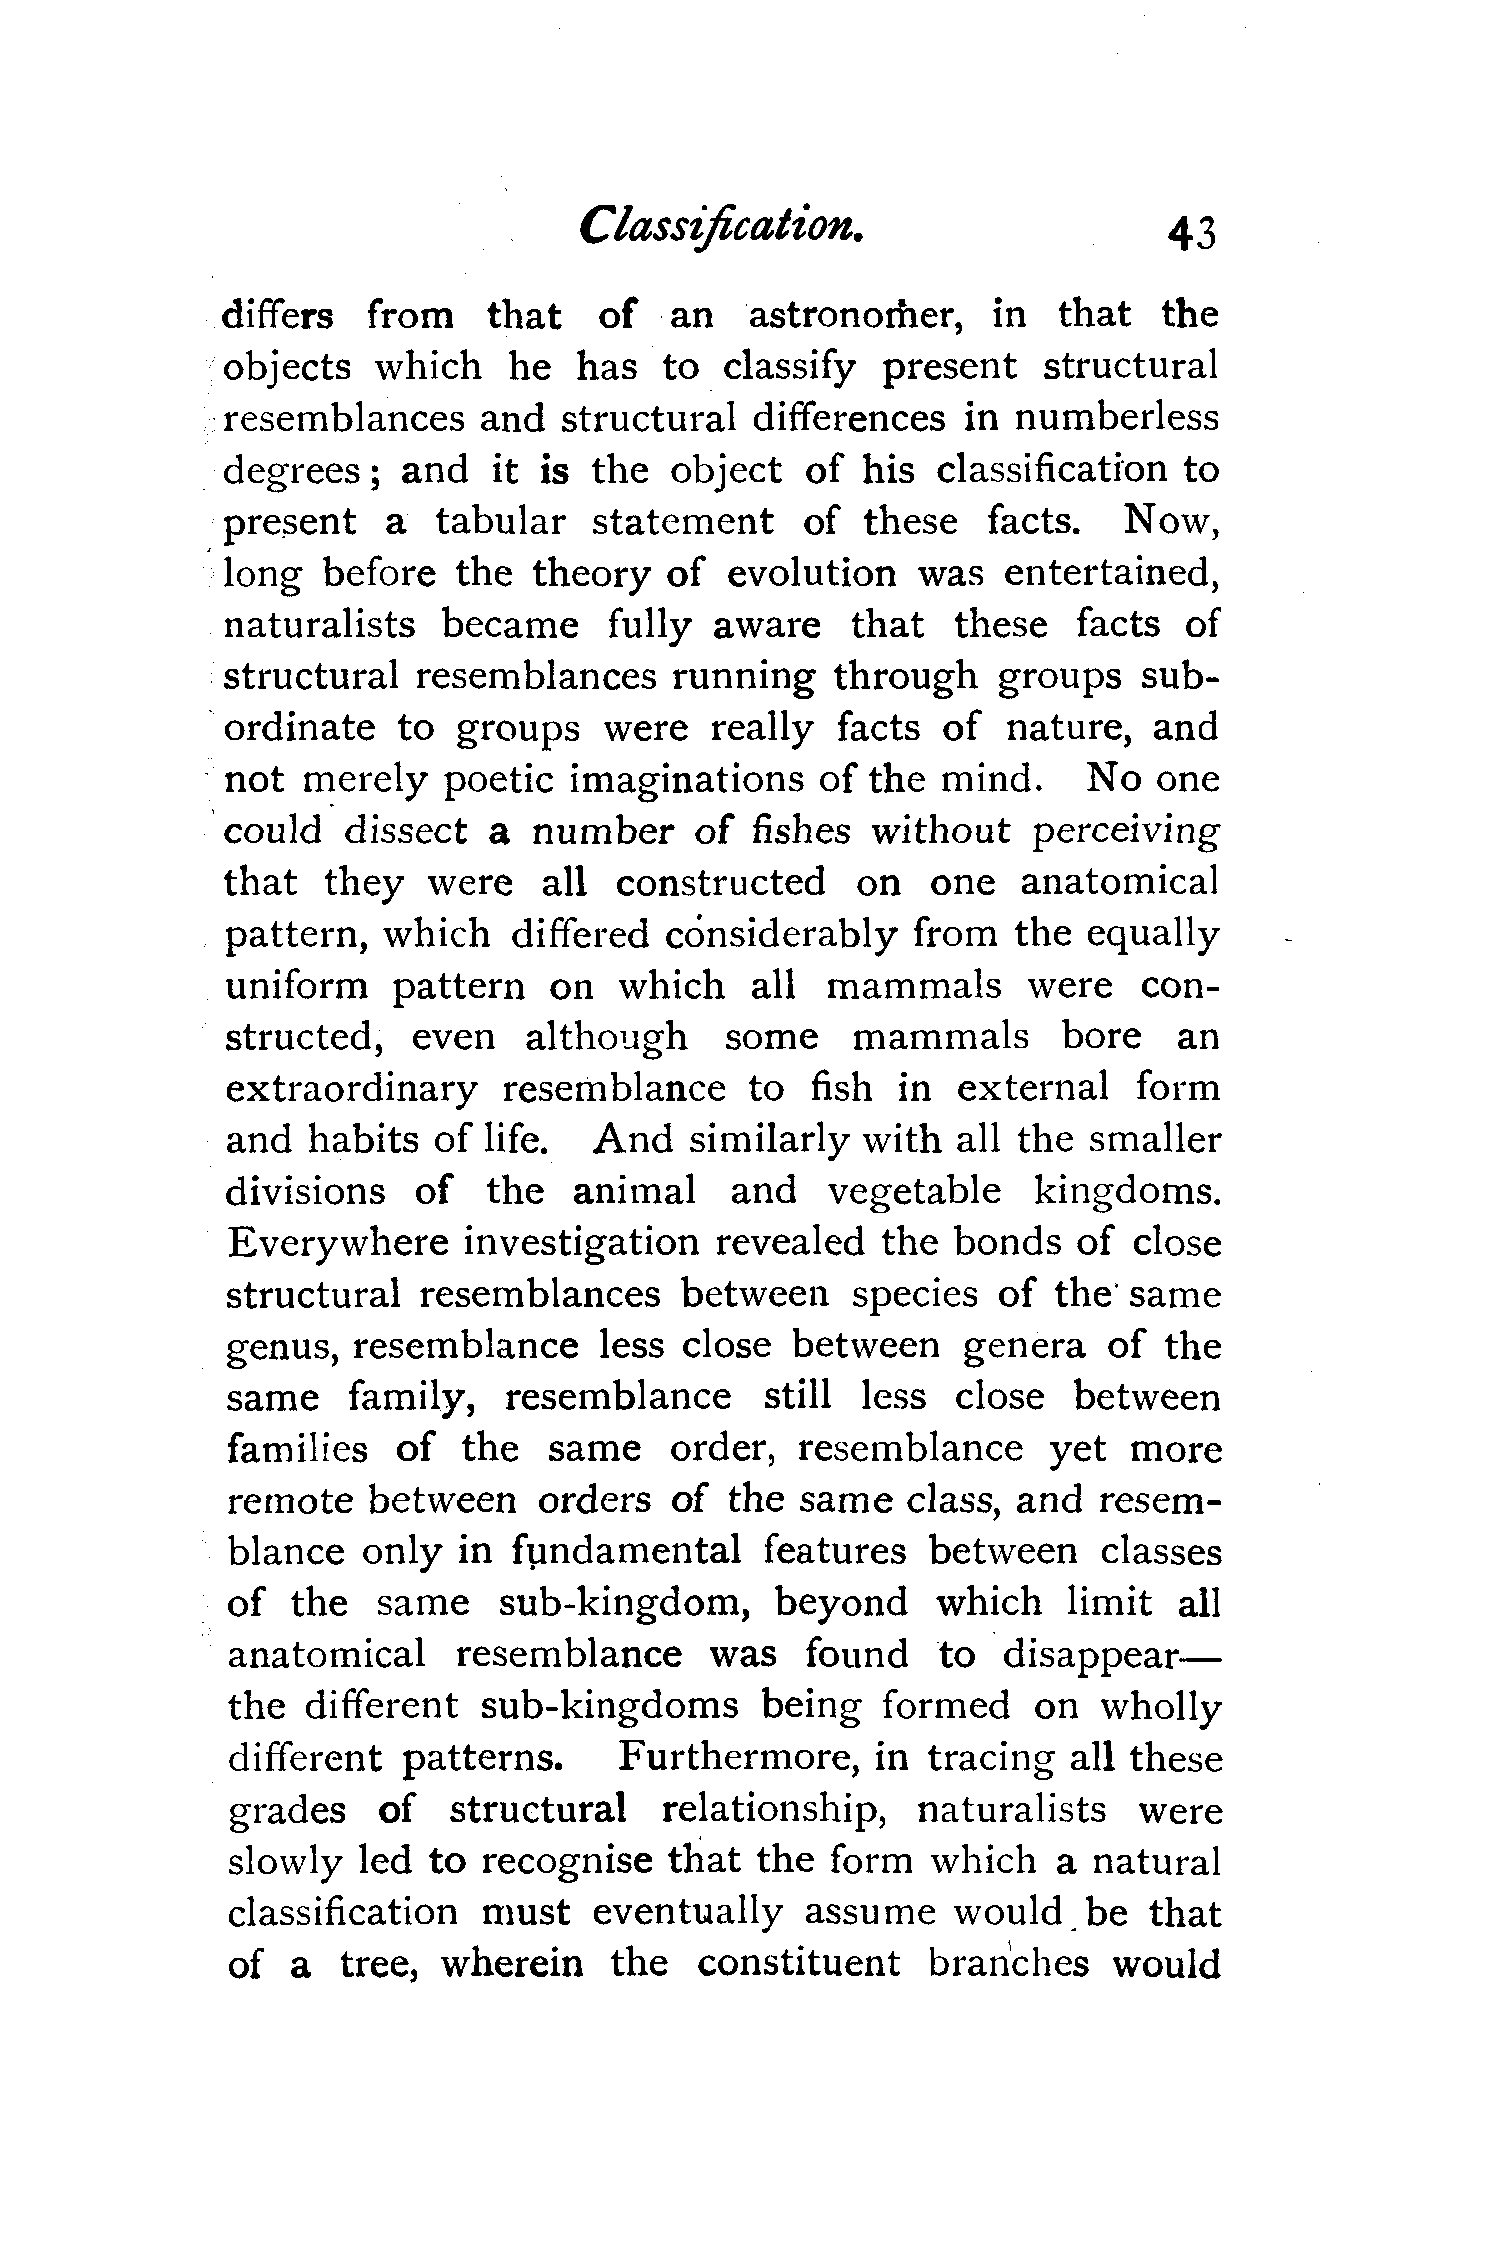 Classification. 43
differs from that of an astronomer, in that the
objects which he has to classify present structural
resemblances and structural differences in numberless
degrees ; and it is the object of his classification to
present a tabular statement of these facts. Now,
long before the theory of evolution was entertained,
naturalists became fully aware that these facts of
structural resemblances running through groups sub-
ordinate to groups were really facts of nature, and
not merely poetic imaginations of the mind. No one
could dissect a number of fishes without perceiving
that they were all constructed on one anatomical
pattern, which differed considerably from the equally
uniform pattern on which all mammals were con-
structed, even although some mammals bore an
extraordinary resemblance to fish in external form
and habits of life. And similarly with all the smaller
divisions of the animal and vegetable kingdoms.
Everywhere investigation revealed the bonds of close
structural resemblances between species of the same
genus, resemblance less close between genera of the
same family, resemblance still less close between
families of the same order, resemblance yet more
remote between orders of the same class, and resem-
blance only in fundamental features between classes
of the same sub-kingdom, beyond which limit all
anatomical resemblance was found to disappear—
the different sub-kingdoms being formed on wholly
different patterns. Furthermore, in tracing all these
grades of structural relationship, naturalists were
slowly led to recognise that the form which a natural
classification must eventually assume would be that
of a tree, wherein the constituent branches would